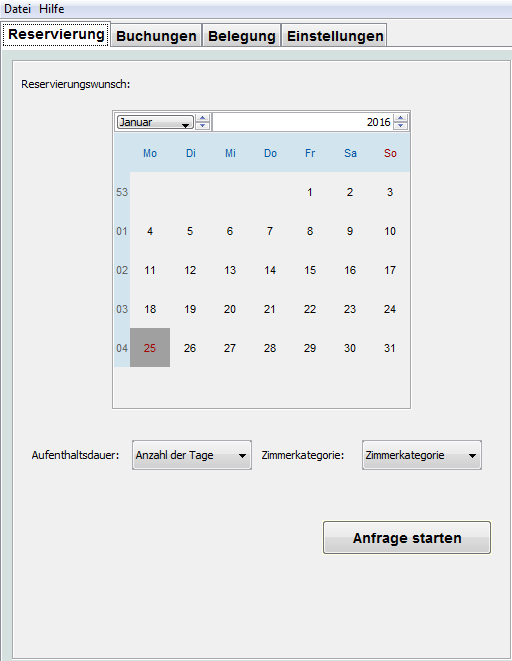 Datei Hilfe
Reservierung Buchungen Belegung Einstellungen
Reservierungswunsch:
Januar 2016
Mo Di Mi Do Fr Sa So
53 1 2 3
01 4 5 6 7 8 9 10
02 11 12 13 14 15 16 17
03 18 19 20 21 22 23 24
04 25 26 27 28 29 30 31
Aufenthaltsdauer: Anzahl der Tage Zimmerkategorie: Zimmerkategorie
Anfrage starten